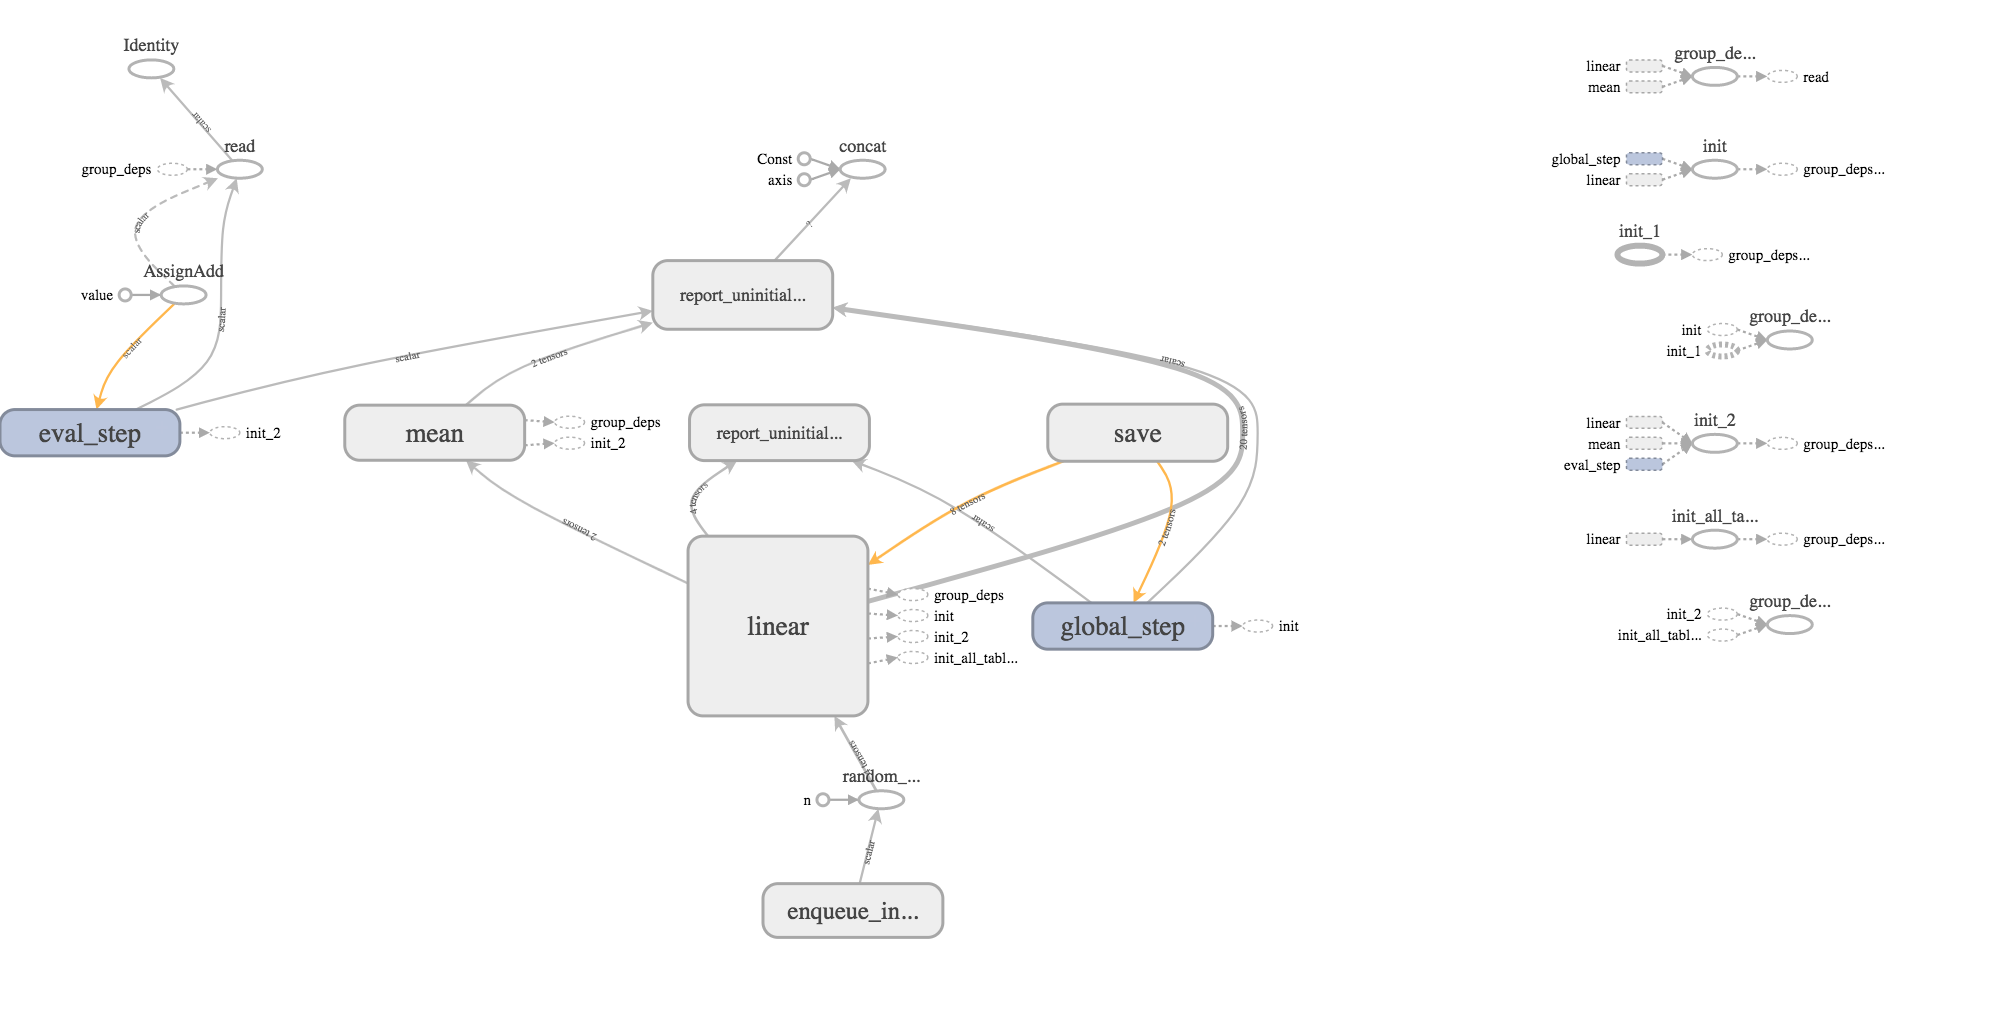 Identity
scalar
read
group_deps
scalar
AssignAdd
value
scalar
scalar
eval_step
init_2
scalar
2 tensors
mean
group_deps
init_2
2 tensors
Const
axis
concat
?
report_uninitial...
report_uninitial...
save
scalar
20 tensors
4 tensors
8 tensors
scalar
2 tensors
linear
group_deps
init
init_2
init_all_tabl...
global_step
init
tensors
random_...
n
scalar
enqueue_in...
group_de...
linear
mean
read
init
global_step
linear
group_deps...
init_1
group_deps...
group_de...
init
init_1
init_2
linear
mean
eval_step
group_deps...
init_all_ta...
linear
group_deps...
group_de...
init_2
init_all_tabl...